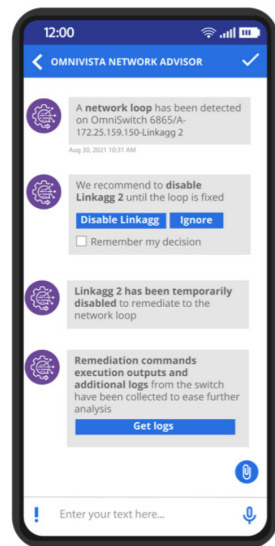 12:00
OMNIVISTA NETWORK ADVISOR
A network loop has been detected
on OmniSwitch 6865/A-
172.25.159.150-Linkagg 2
Aug 30, 2021 10:31 AM
We recommend to disable
Linkagg 2 until the loop is fixed
Disable Linkagg
Ignore
Remember my decision
Linkagg 2 has been temporarily
disabled to remediate to the
network loop
Remediation commands
execution outputs and
additional logs from the switch
have been collected to ease further
analysis
Get logs
Enter your text here...